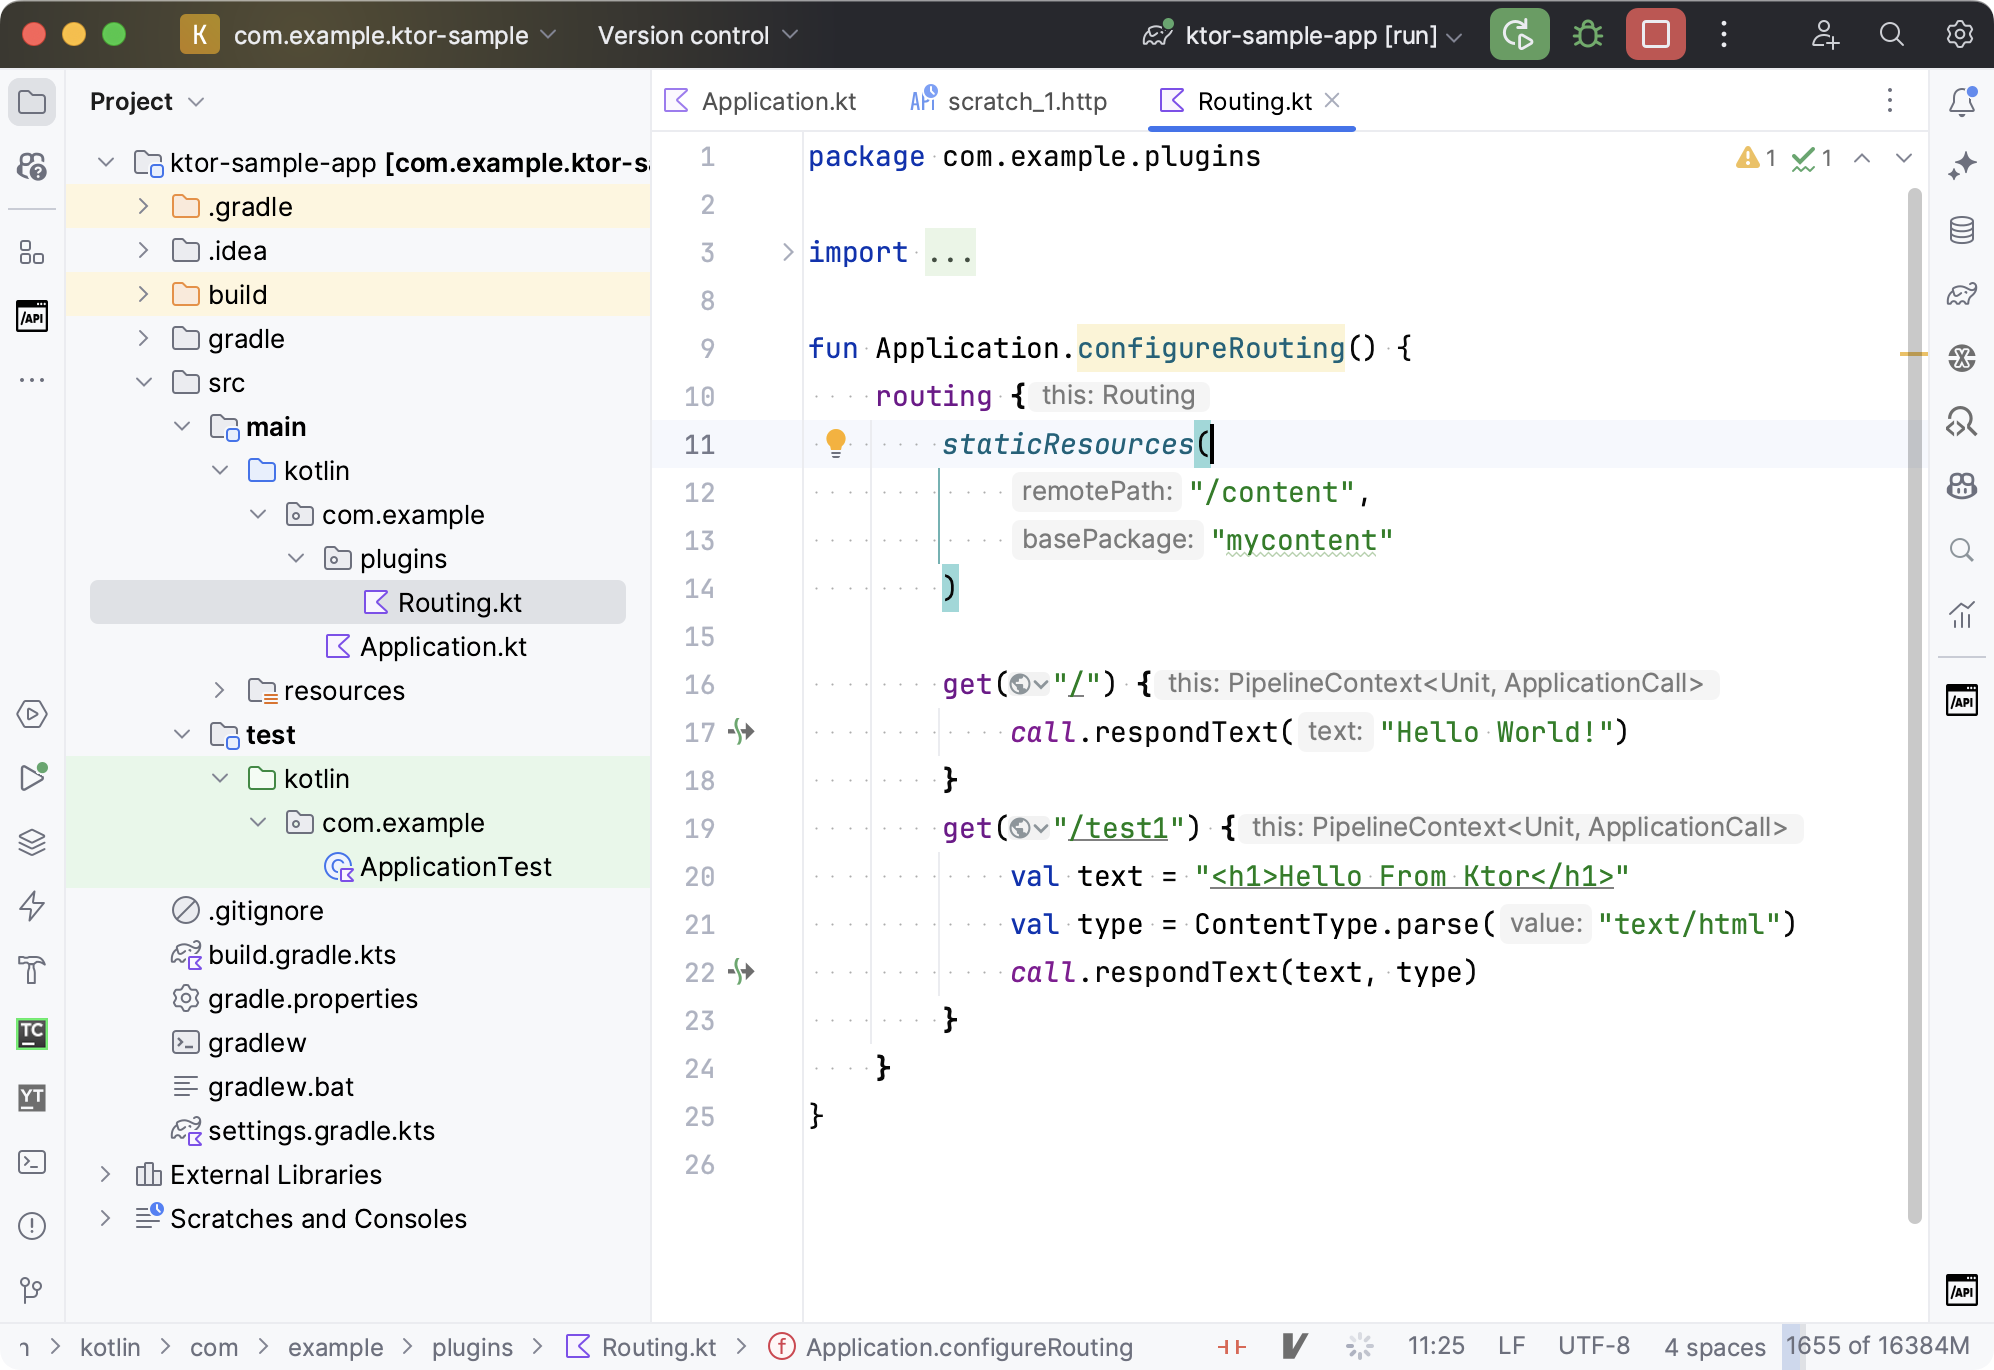 K com.example.ktor-sample Version control ktor-sample-app [run]
Project
ktor-sample-app [com.example.ktor-s
.gradle
.idea
build
gradle
src
main
kotlin
com.example
plugins
Routing.kt
Application.kt
resources
test
kotlin
com.example
ApplicationTest
.gitignore
build.gradle.kts
gradle.properties
gradlew
gradlew.bat
settings.gradle.kts
External Libraries
Scratches and Consoles
/API
TC
YT
Application.kt API scratch_1.http Routing.kt
1 package com.example.plugins
1 1
2
3 import ...
8
9 fun Application.configureRouting() {
10 routing { this: Routing
11 staticResources(
12 remotePath: "/content",
13 basePackage: "mycontent"
14 )
15
16 get("/") { this: PipelineContext<Unit, ApplicationCall>
17 call.respondText( text: "Hello World!")
18 }
19 get("/test1") { this: PipelineContext<Unit, ApplicationCall>
20 val text = "<h1>Hello From Ktor</h1>"
21 val type = ContentType.parse( value: "text/html")
22 call.respondText(text, type)
23 }
24 }
25 }
26
/API
/API
kotlin com example plugins Routing.kt f Application.configureRouting V 11:25 LF UTF-8 4 spaces 1655 of 16384M